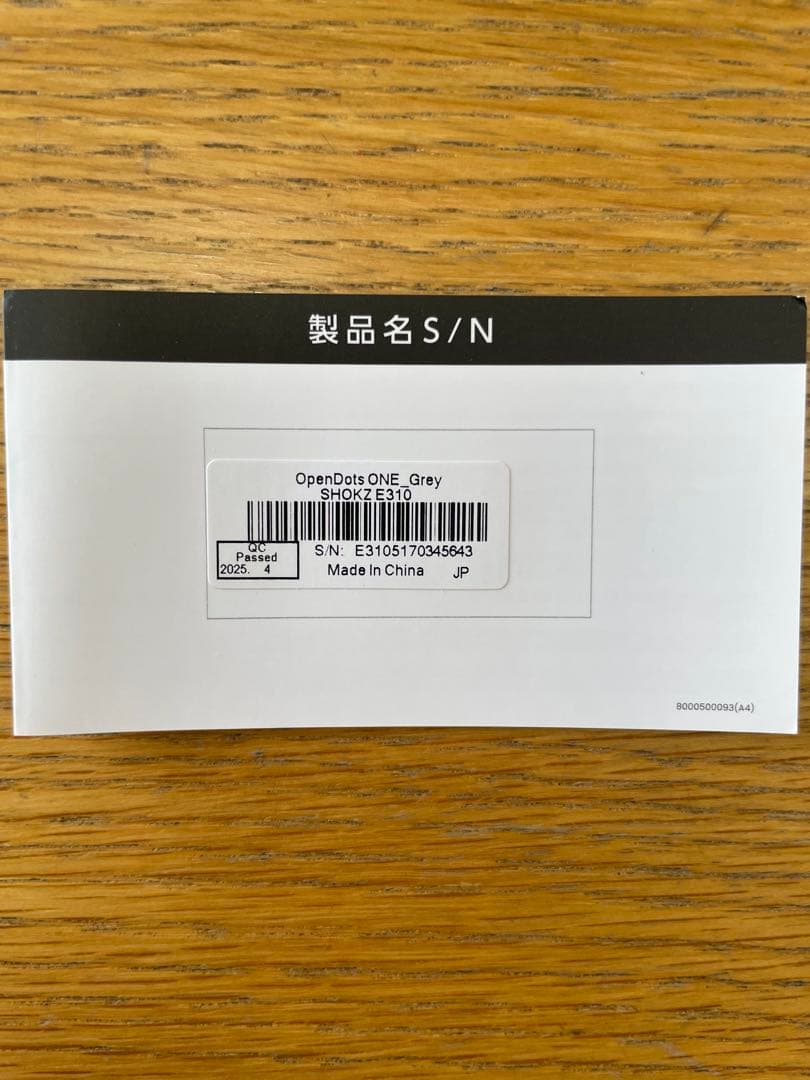 製品名S/N
OpenDots ONE_Grey
SHOKZ E310
QC
Passed
2025. 4
S/N: E3105170345643
Made In China JP
8000500093(A4)